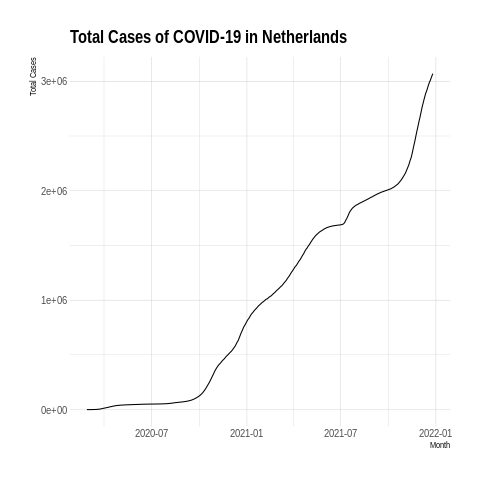 Total Cases of COVID-19 in Netherlands
Total Cases
3e+06
2e+06
1e+06
0e+00
2020-07 2021-01 2021-07 2022-01
Month